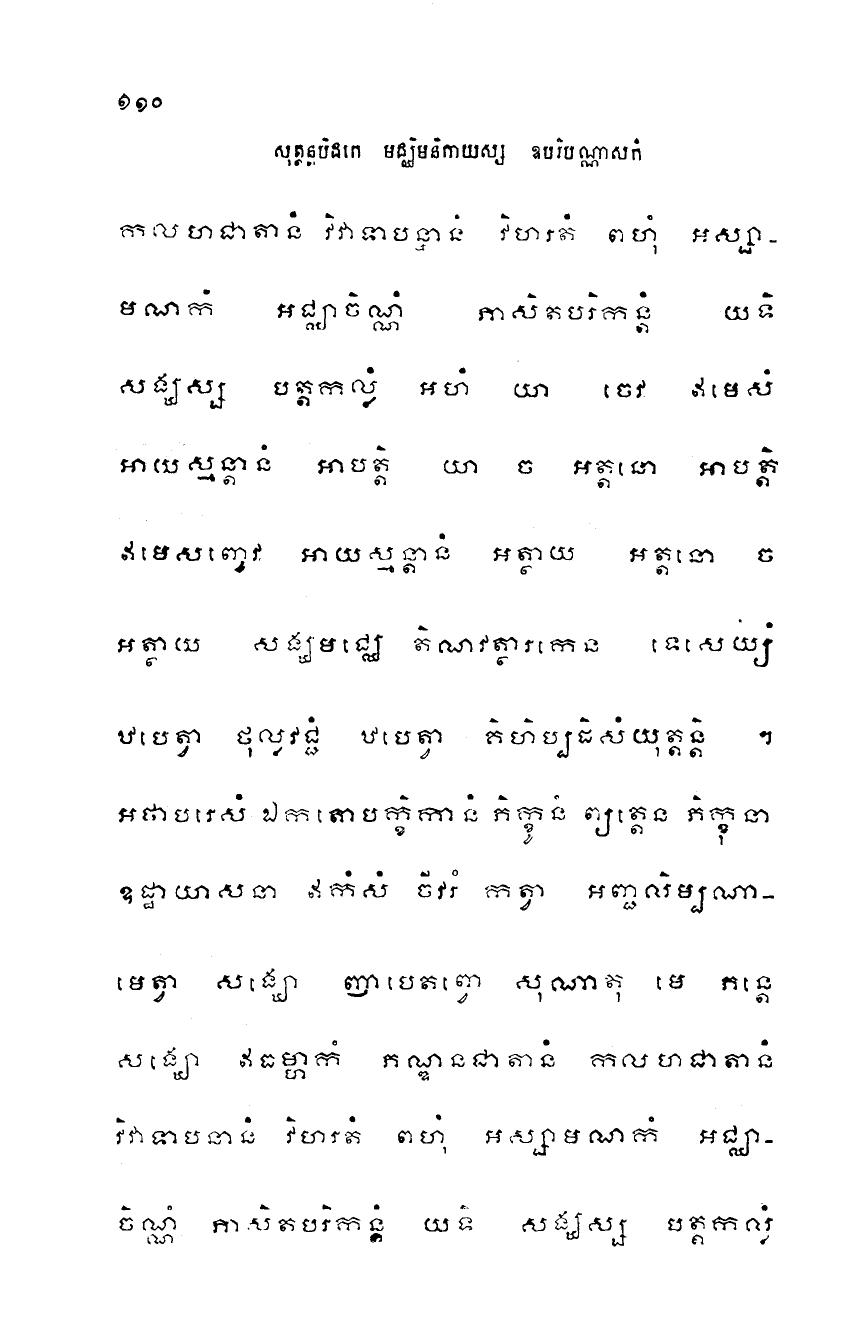 ១១០
សុត្តន្តបិដកេ មជ្ឈិមនិកាយស្ស ឧបរិបណ្ណាសកំ
កលហជាតានំ វិវាទាបន្នានំ វិហរតំ ពហុំ អស្សា-
មណកំ អជ្ឈាចិណ្ណំ ភាសិតបរិកន្តំ យទិ
សង្ឃស្ស បត្តកល្លំ អហំ យា ចេវ ឥមេសំ
អាយស្មន្តានំ អាបត្តិ យា ច អត្តនោ អាបត្តិ
ឥមេសញ្ចេវ អាយស្មន្តានំ អត្ថាយ អត្តនោ ច
អត្ថាយ សង្ឃមជ្ឈេ តិណវត្ថារកេន ទេសេយ្យំ
ឋបេត្វា ថុល្លវជ្ជំ ឋបេត្វា គិហិប្បដិសំយុត្តន្តិ ។
អថាបរេសំ ឯកតោបក្ខិកានំ ភិក្ខូនំ ព្យត្តេន ភិក្ខុនា
ឧដ្ឋាយាសនា ឥកំសំ ចីវរំ កត្វា អញ្ជលិម្បណា-
មេត្វា សង្ឃោ ញាបេតព្វោ សុណាតុ មេ ភន្តេ
សង្ឃោ ឥធម្ហាកំ ភណ្ឌនជាតានំ កលហជាតានំ
វិវាទាបនានំ វិហរតំ ពហុំ អស្សាមណកំ អជ្ឈា-
ចិណ្ណំ ភាសិតបរិកន្តំ យទិ សង្ឃស្ស បត្តកល្លំ